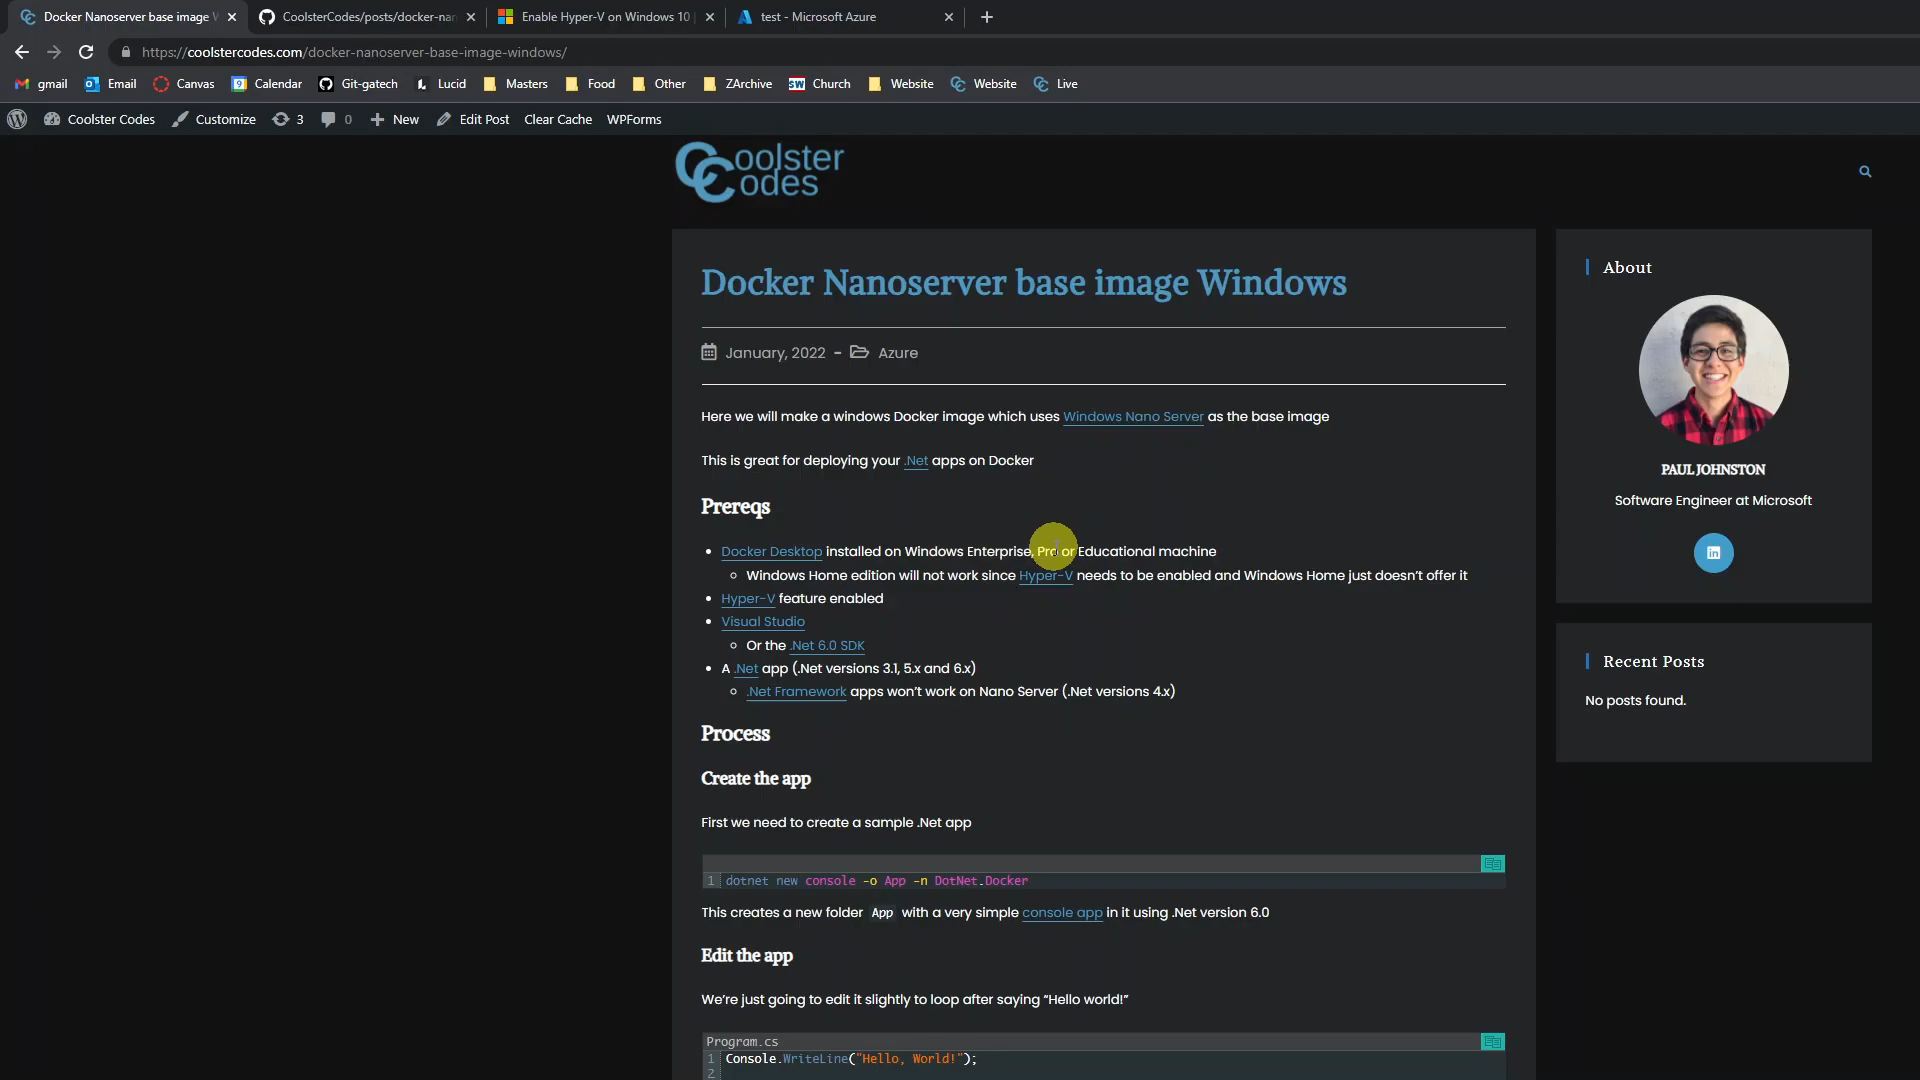 Docker Nanoserver base image W
CoolsterCodes/posts/docker-nan
Enable Hyper-V on Windows 10 |
test - Microsoft Azure
https://coolstercodes.com/docker-nanoserver-base-image-windows/
gmail Email Canvas Calendar Git-gatech Lucid Masters Food Other ZArchive Church Website Website Live
Coolster Codes Customize 3 0 New Edit Post Clear Cache WPForms
Coolster
Codes
Docker Nanoserver base image Windows
January, 2022 - Azure
Here we will make a windows Docker image which uses Windows Nano Server as the base image
This is great for deploying your .Net apps on Docker
Prereqs
Docker Desktop installed on Windows Enterprise, Pro or Educational machine
Windows Home edition will not work since Hyper-V needs to be enabled and Windows Home just doesn't offer it
Hyper-V feature enabled
Visual Studio
Or the .Net 6.0 SDK
A .Net app (.Net versions 3.1, 5.x and 6.x)
.Net Framework apps won't work on Nano Server (.Net versions 4.x)
Process
Create the app
First we need to create a sample .Net app
1 dotnet new console -o App -n DotNet.Docker
This creates a new folder App with a very simple console app in it using .Net version 6.0
Edit the app
We're just going to edit it slightly to loop after saying "Hello world!"
Program.cs
1 Console.WriteLine("Hello, World!");
2
About
PAUL JOHNSTON
Software Engineer at Microsoft
in
Recent Posts
No posts found.